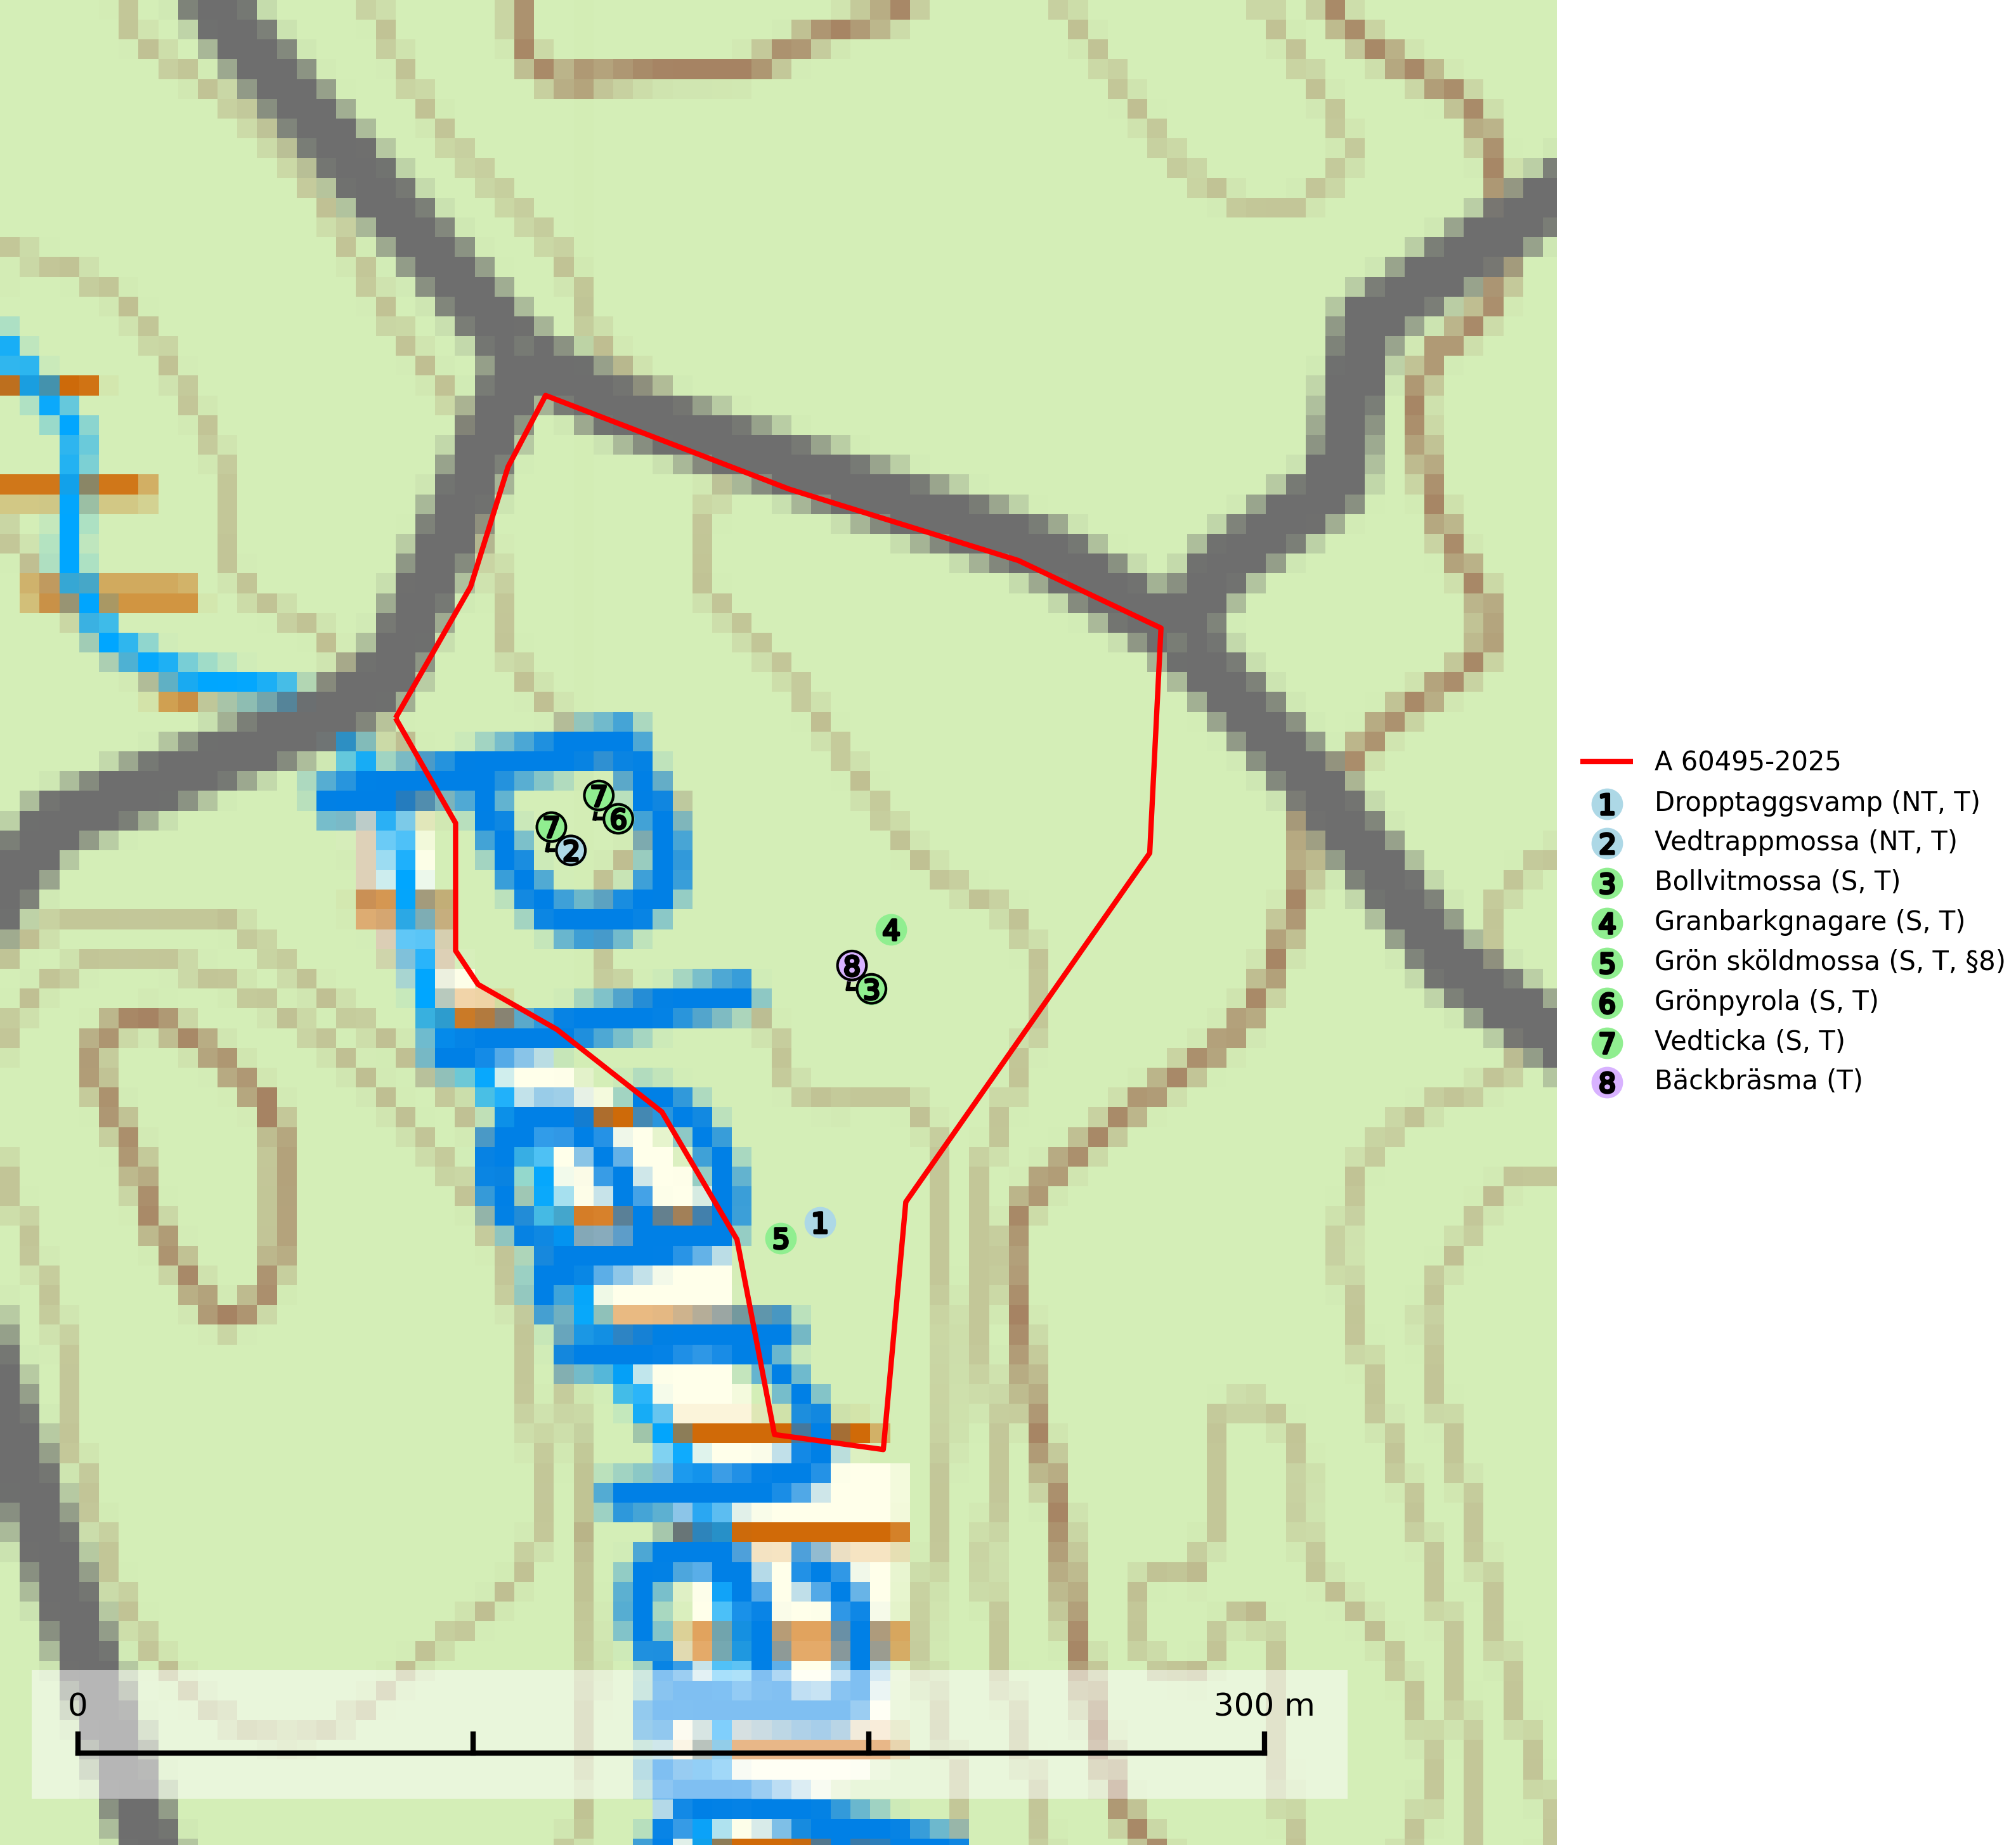 7
6
7
2
4
8
3
1
5
0
300 m
A 60495-2025
1 Dropptaggsvamp (NT, T)
2 Vedtrappmossa (NT, T)
3 Bollvitmossa (S, T)
4 Granbarkgnagare (S, T)
5 Grön sköldmossa (S, T, §8)
6 Grönpyrola (S, T)
7 Vedticka (S, T)
8 Bäckbräsma (T)